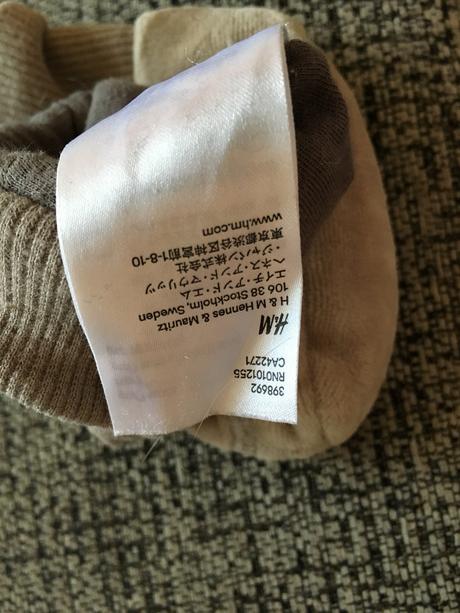 398692
RN0101255
CA42271
H&M
H & M Hennes & Mauritz
106 38 Stockholm, Sweden
エイチ・アンド・エム
ヘネス・アンド・マウリッツ
・ジャパン株式会社
東京都渋谷区神宮前1-8-10
www.hm.com